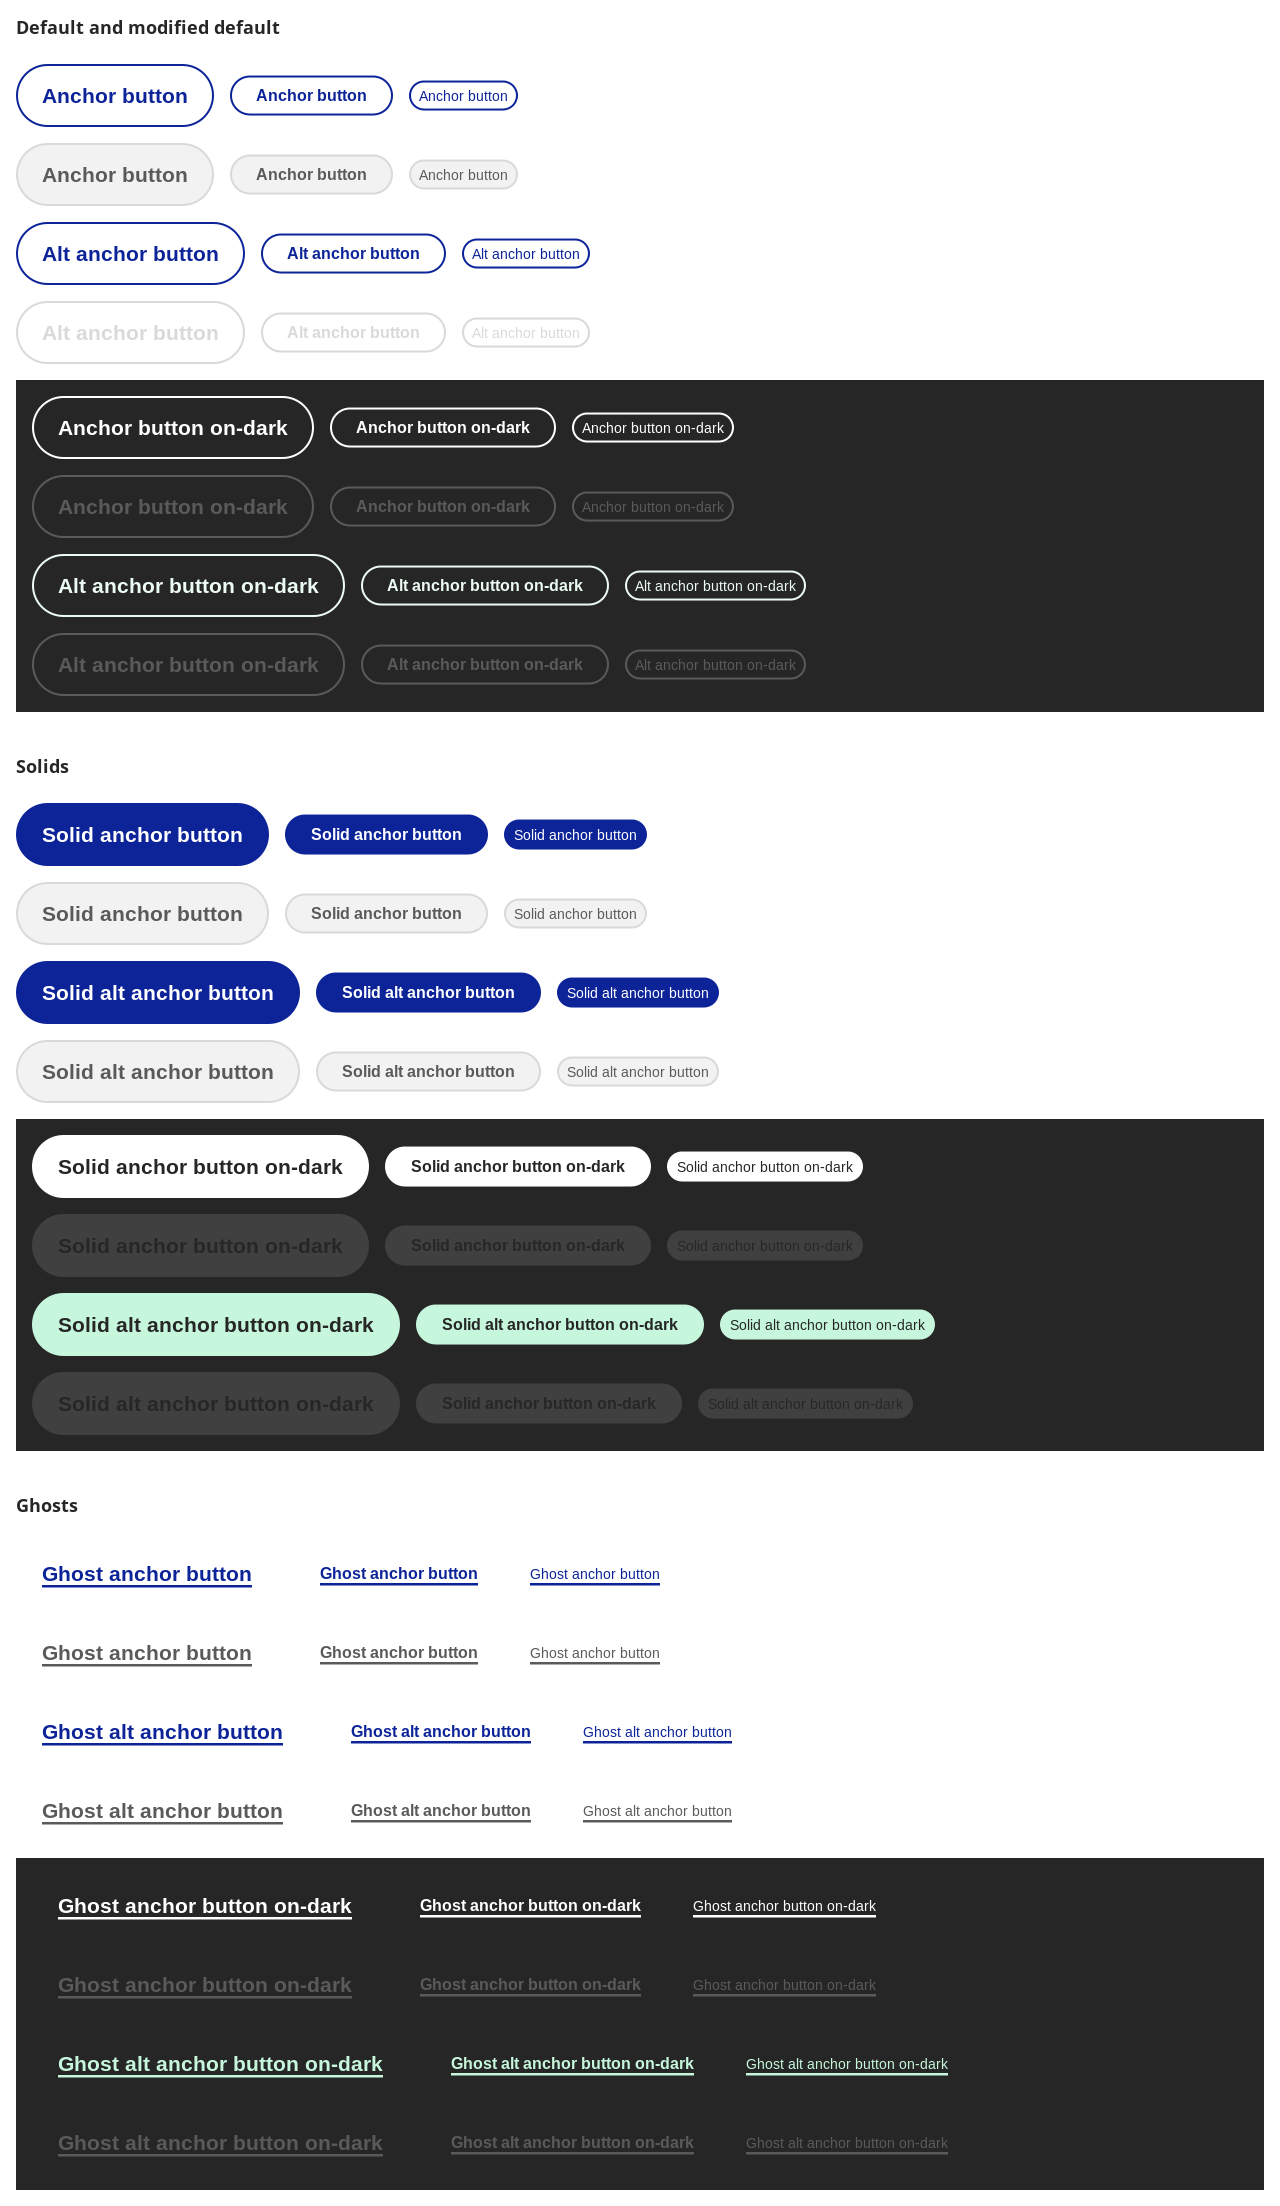 Default and modified default
Anchor button Anchor button Anchor button
Anchor button Anchor button Anchor button
Alt anchor button Alt anchor button Alt anchor button
Alt anchor button Alt anchor button Alt anchor button
Anchor button on-dark Anchor button on-dark Anchor button on-dark
Anchor button on-dark Anchor button on-dark Anchor button on-dark
Alt anchor button on-dark Alt anchor button on-dark Alt anchor button on-dark
Alt anchor button on-dark Alt anchor button on-dark Alt anchor button on-dark
Solids
Solid anchor button Solid anchor button Solid anchor button
Solid anchor button Solid anchor button Solid anchor button
Solid alt anchor button Solid alt anchor button Solid alt anchor button
Solid alt anchor button Solid alt anchor button Solid alt anchor button
Solid anchor button on-dark Solid anchor button on-dark Solid anchor button on-dark
Solid anchor button on-dark Solid anchor button on-dark Solid anchor button on-dark
Solid alt anchor button on-dark Solid alt anchor button on-dark Solid alt anchor button on-dark
Solid alt anchor button on-dark Solid anchor button on-dark Solid alt anchor button on-dark
Ghosts
Ghost anchor button Ghost anchor button Ghost anchor button
Ghost anchor button Ghost anchor button Ghost anchor button
Ghost alt anchor button Ghost alt anchor button Ghost alt anchor button
Ghost alt anchor button Ghost alt anchor button Ghost alt anchor button
Ghost anchor button on-dark Ghost anchor button on-dark Ghost anchor button on-dark
Ghost anchor button on-dark Ghost anchor button on-dark Ghost anchor button on-dark
Ghost alt anchor button on-dark Ghost alt anchor button on-dark Ghost alt anchor button on-dark
Ghost alt anchor button on-dark Ghost alt anchor button on-dark Ghost alt anchor button on-dark